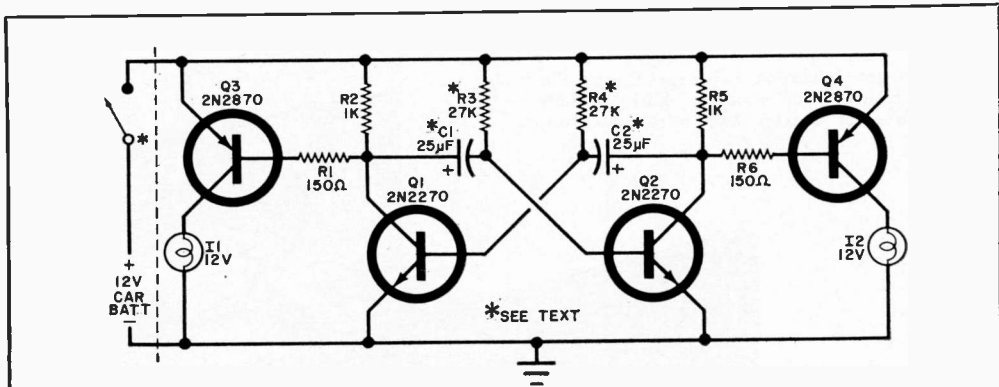 Q3
2N2870
R2
1K
*R3
27K
R4*
27K
R5
1K
Q4
2N2870
*C1
25µF
+
C2*
25µF
+
*
R1
150Ω
Q1
2N2270
Q2
2N2270
R6
150Ω
I1
12V
I2
12V
+
12V
CAR
BATT
−
*SEE TEXT